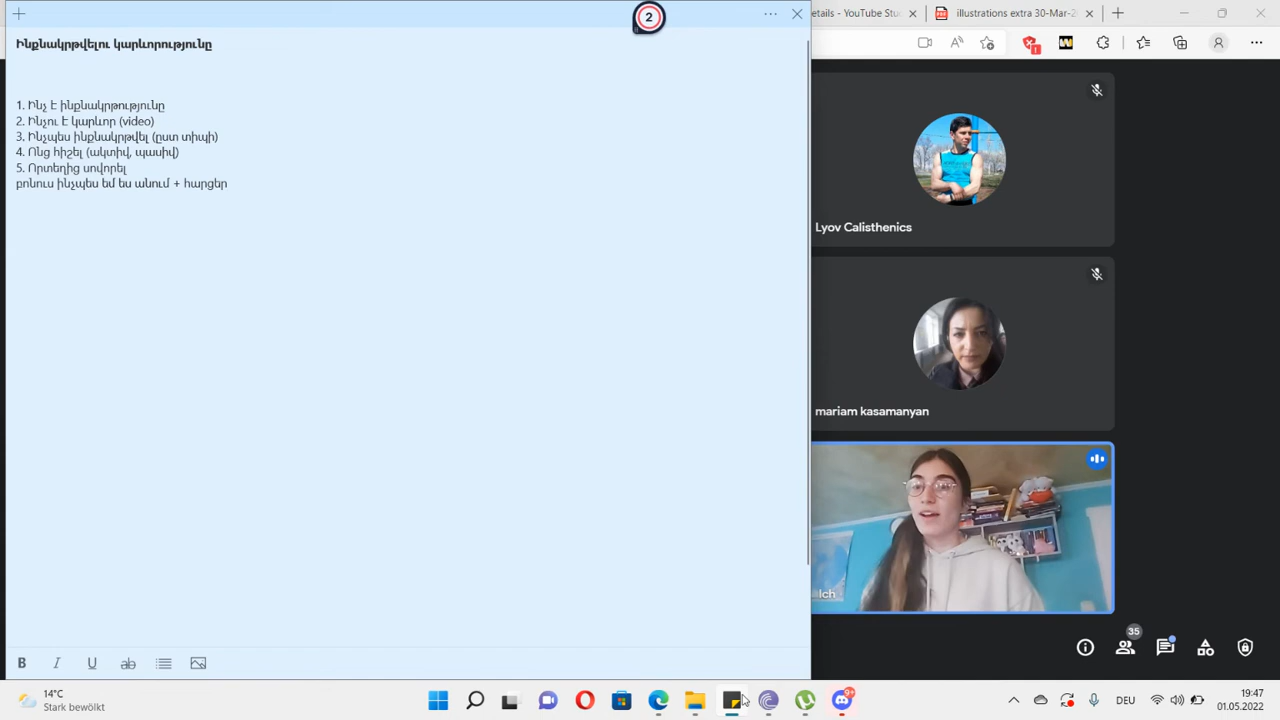 2
etails - YouTube Stu
illustrations extra 30-Mar-2
Ինքնակրթվելու կարևորությունը
1. Ինչ է ինքնակրթությունը
2. Ինչու է կարևոր (video)
3. Ինչպես ինքնակրթվել (ըստ տիպի)
4. Ոնց հիշել (ակտիվ, պասիվ)
5. Որտեղից սովորել
բոնուս ինչպես եմ ես անում + հարցեր
Lyov Calisthenics
mariam kasamanyan
Ich
35
14°C
Stark bewölkt
9+
DEU
19:47
01.05.2022